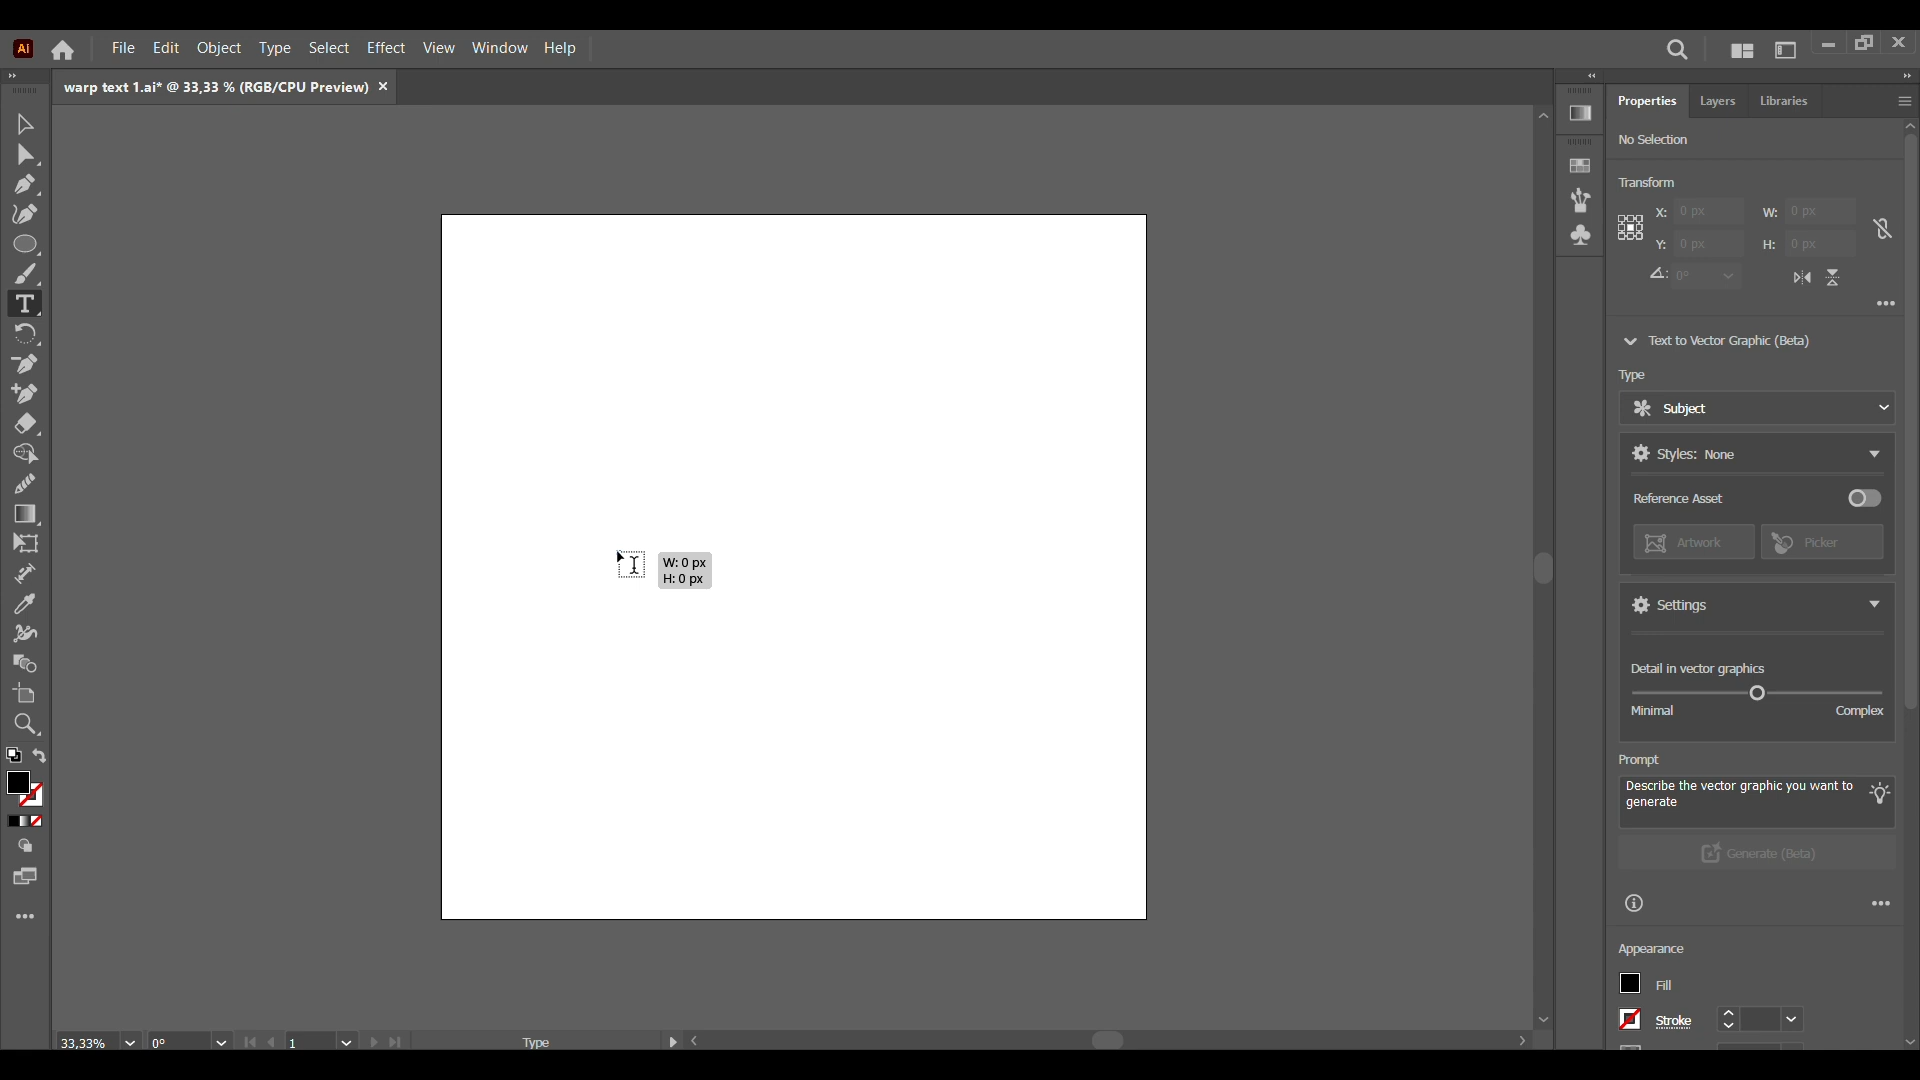 Ai File Edit Object Type Select Effect View Window Help
warp text 1.ai* @ 33,33 % (RGB/CPU Preview) ×
Properties Layers Libraries
No Selection
Transform
X: 0 px W: 0 px
Y: 0 px H: 0 px
0°
Text to Vector Graphic (Beta)
Type
Subject
Styles: None
Reference Asset
Artwork Picker
W: 0 px
H: 0 px
Settings
Detail in vector graphics
Minimal Complex
Prompt
Describe the vector graphic you want to
generate
Generate (Beta)
Appearance
Fill
Stroke
33,33% 0° 1 Type